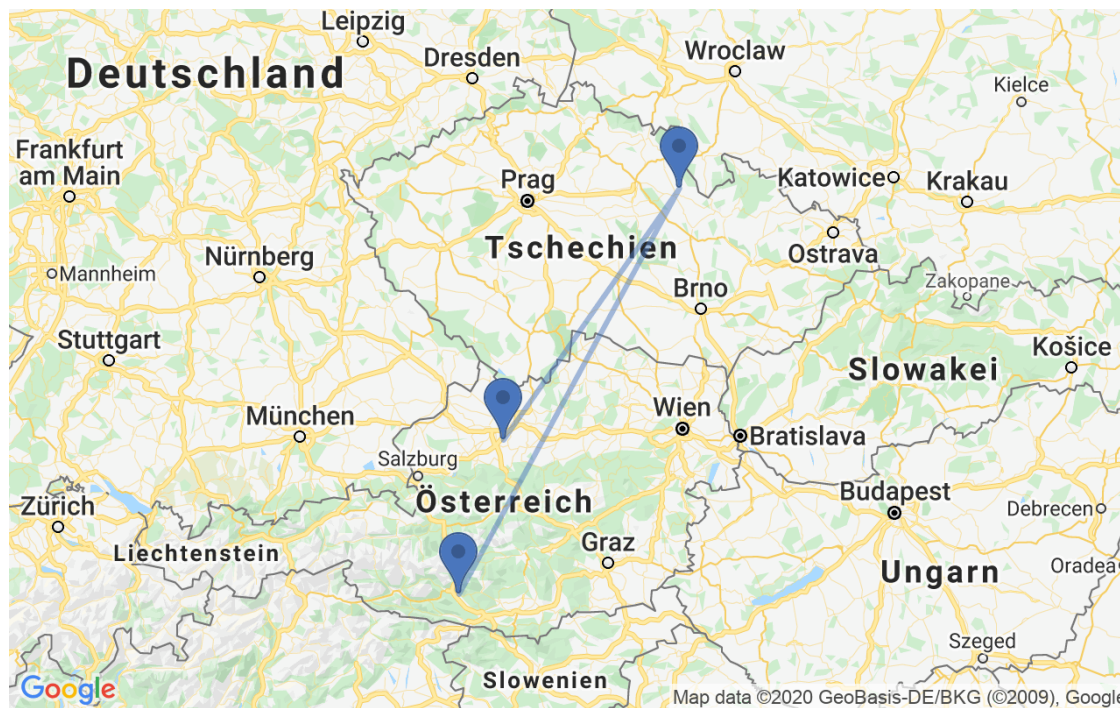 Leipzig
Wroclaw
Dresden
Deutschland
Kielce
Frankfurt
am Main
Prag
Katowice
Krakau
Tschechien
Ostrava
Nürnberg
Mannheim
Zakopane
Brno
Stuttgart
Košice
Slowakei
München
Wien
Bratislava
Salzburg
Österreich
Budapest
Zürich
Debrecen
Liechtenstein
Graz
Ungarn
Oradea
Szeged
Slowenien
Google
Map data ©2020 GeoBasis-DE/BKG (©2009), Google